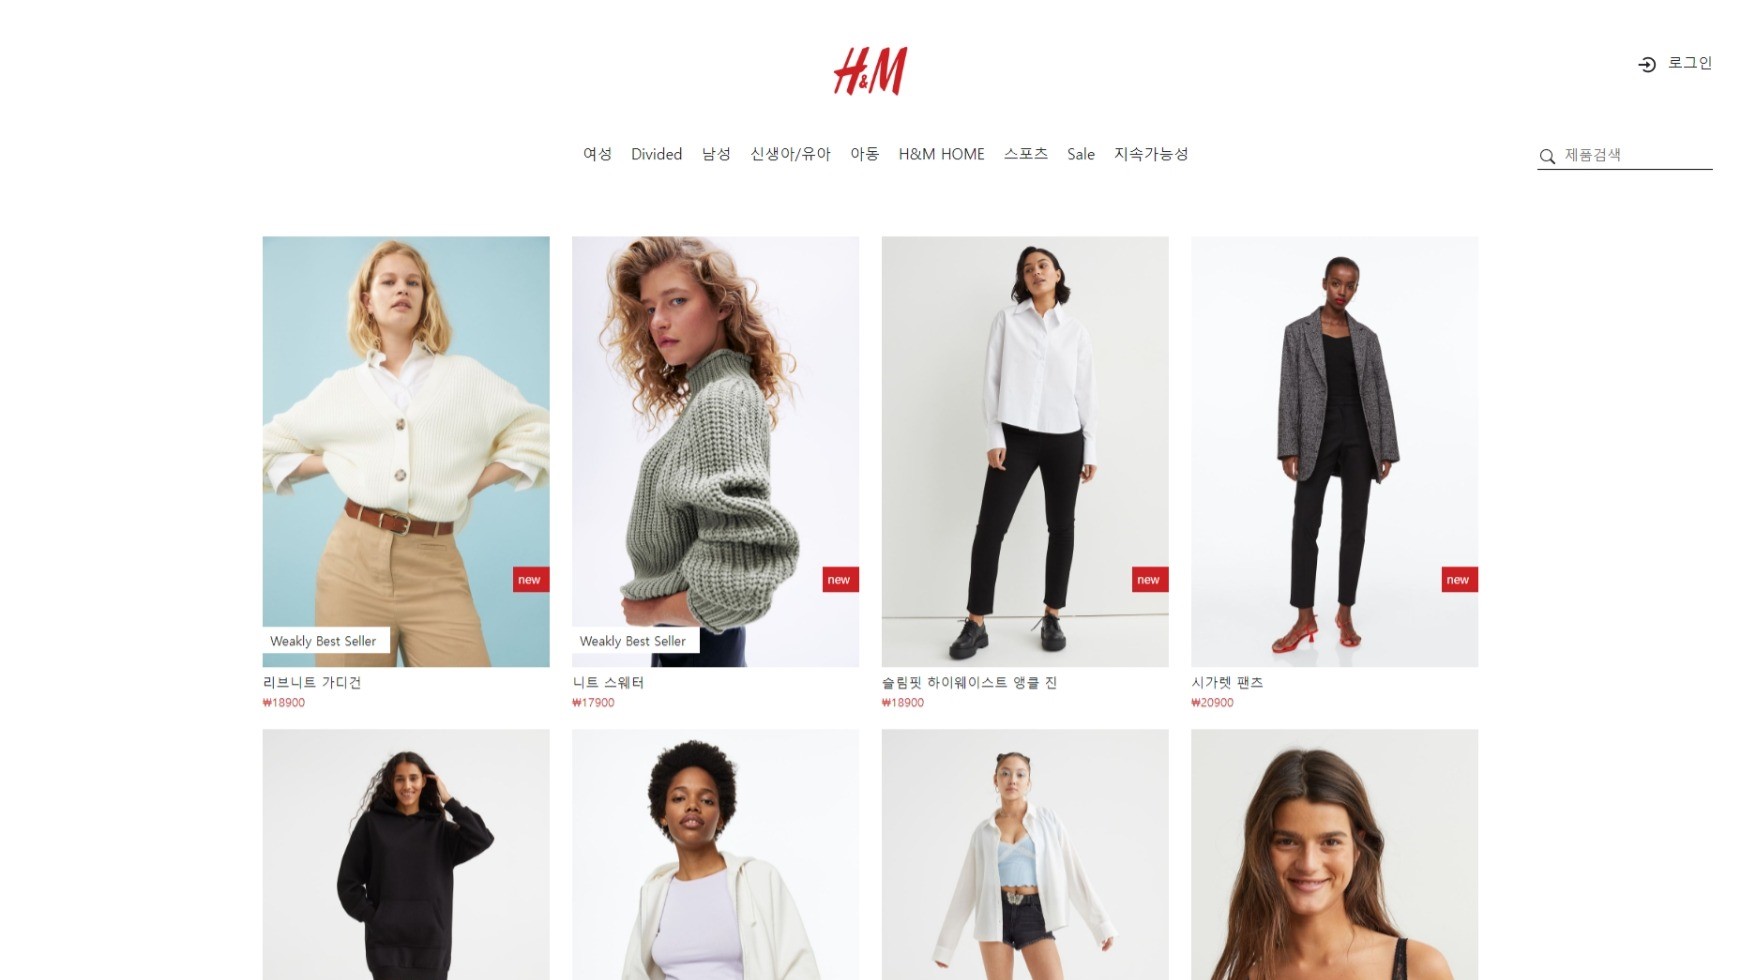 H&M
로그인
여성 Divided 남성 신생아/유아 아동 H&M HOME 스포츠 Sale 지속가능성
제품검색
new
Weakly Best Seller
리브니트 가디건
₩18900
new
Weakly Best Seller
니트 스웨터
₩17900
new
슬림핏 하이웨이스트 앵클 진
₩18900
new
시가렛 팬츠
₩20900